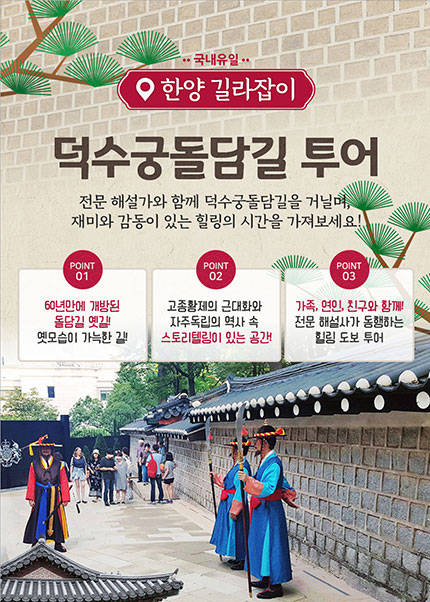 국내유일
한양 길라잡이
덕수궁돌담길 투어
전문 해설가와 함께 덕수궁돌담길을 거닐며,
재미와 감동이 있는 힐링의 시간을 가져보세요!
POINT
01
60년만에 개방된
돌담길 옛길!
옛모습이 가득한 길!
POINT
02
고종황제의 근대화와
자주독립의 역사 속
스토리텔링이 있는 공간!
POINT
03
가족, 연인, 친구와 함께!
전문 해설사가 동행하는
힐링 도보 투어